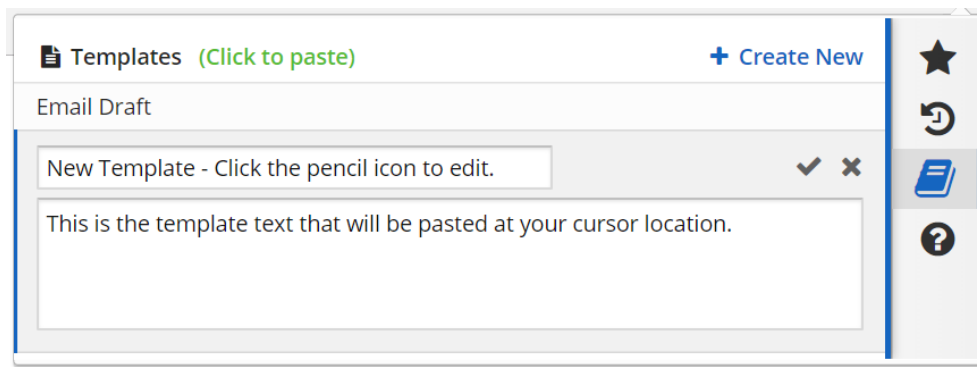 Templates (Click to paste) + Create New
Email Draft
New Template - Click the pencil icon to edit.
This is the template text that will be pasted at your cursor location.